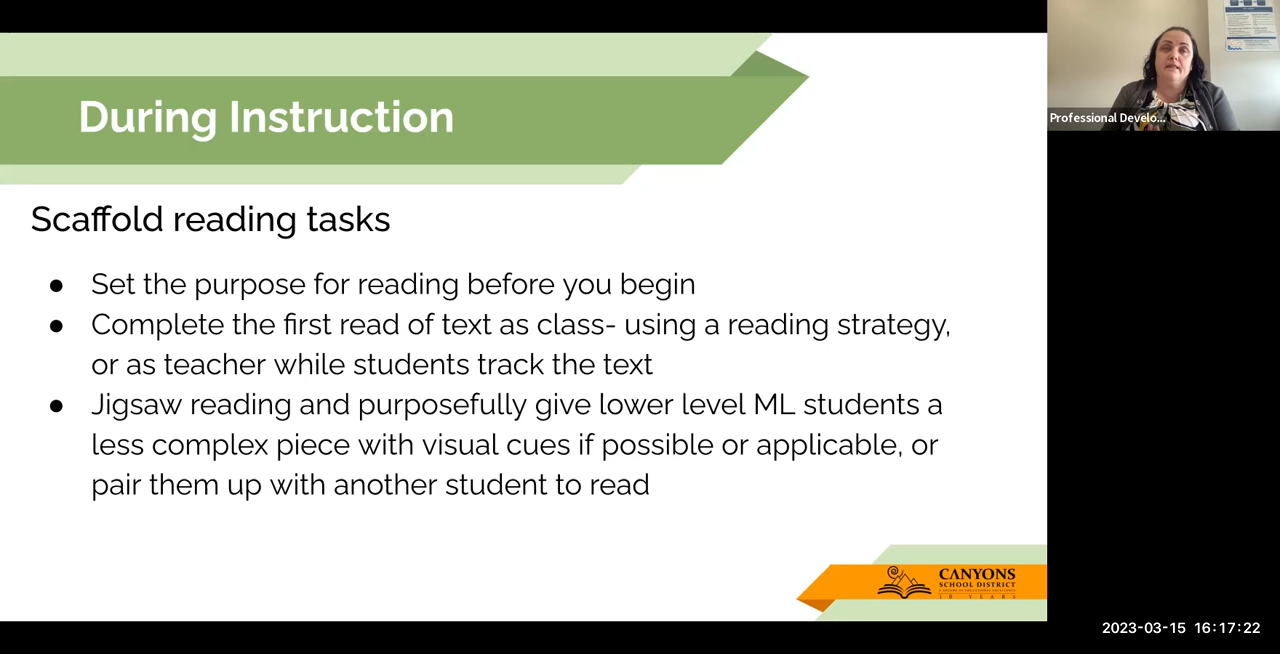 During Instruction
Scaffold reading tasks
● Set the purpose for reading before you begin
● Complete the first read of text as class- using a reading strategy,
or as teacher while students track the text
● Jigsaw reading and purposefully give lower level ML students a
less complex piece with visual cues if possible or applicable, or
pair them up with another student to read
Professional Develo...
CANYONS
SCHOOL DISTRICT
10 YEARS
2023-03-15 16:17:22